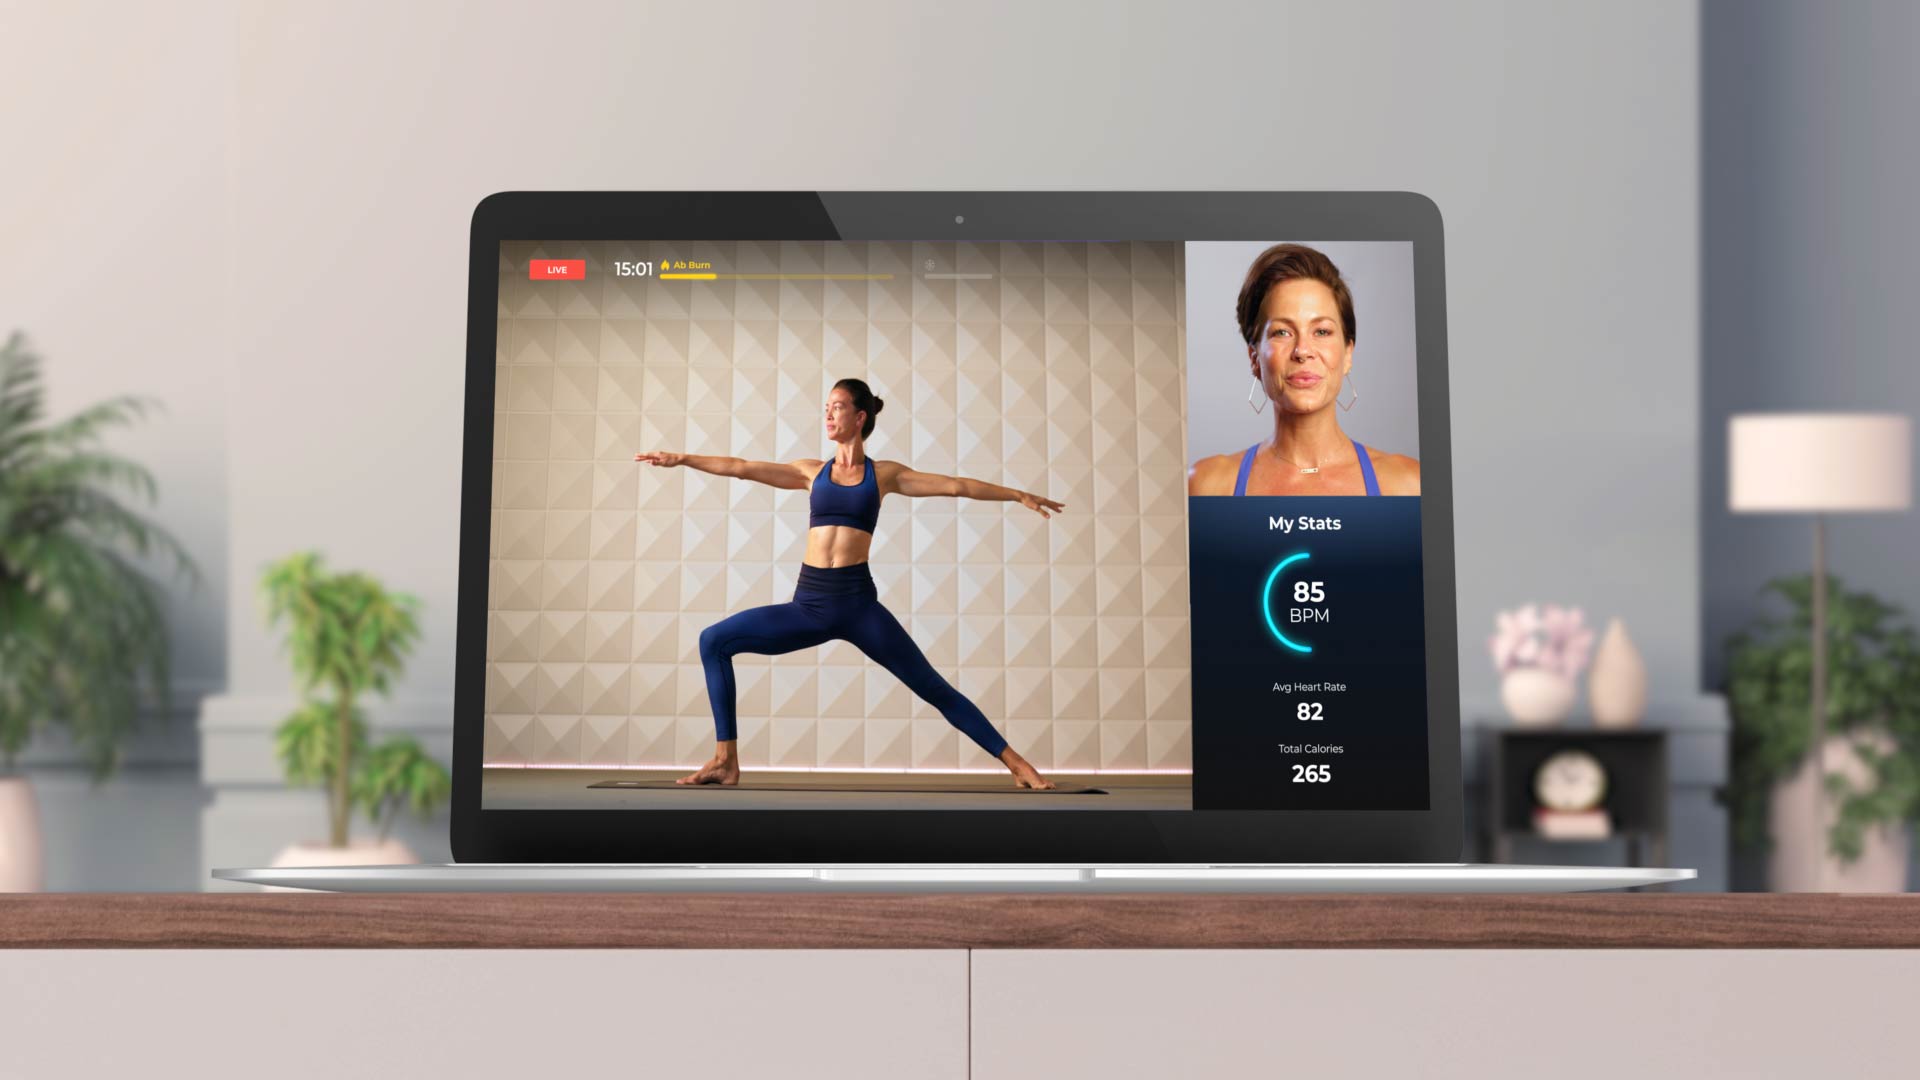 LIVE
15:01
Ab Burn
My Stats
85
BPM
Avg Heart Rate
82
Total Calories
265